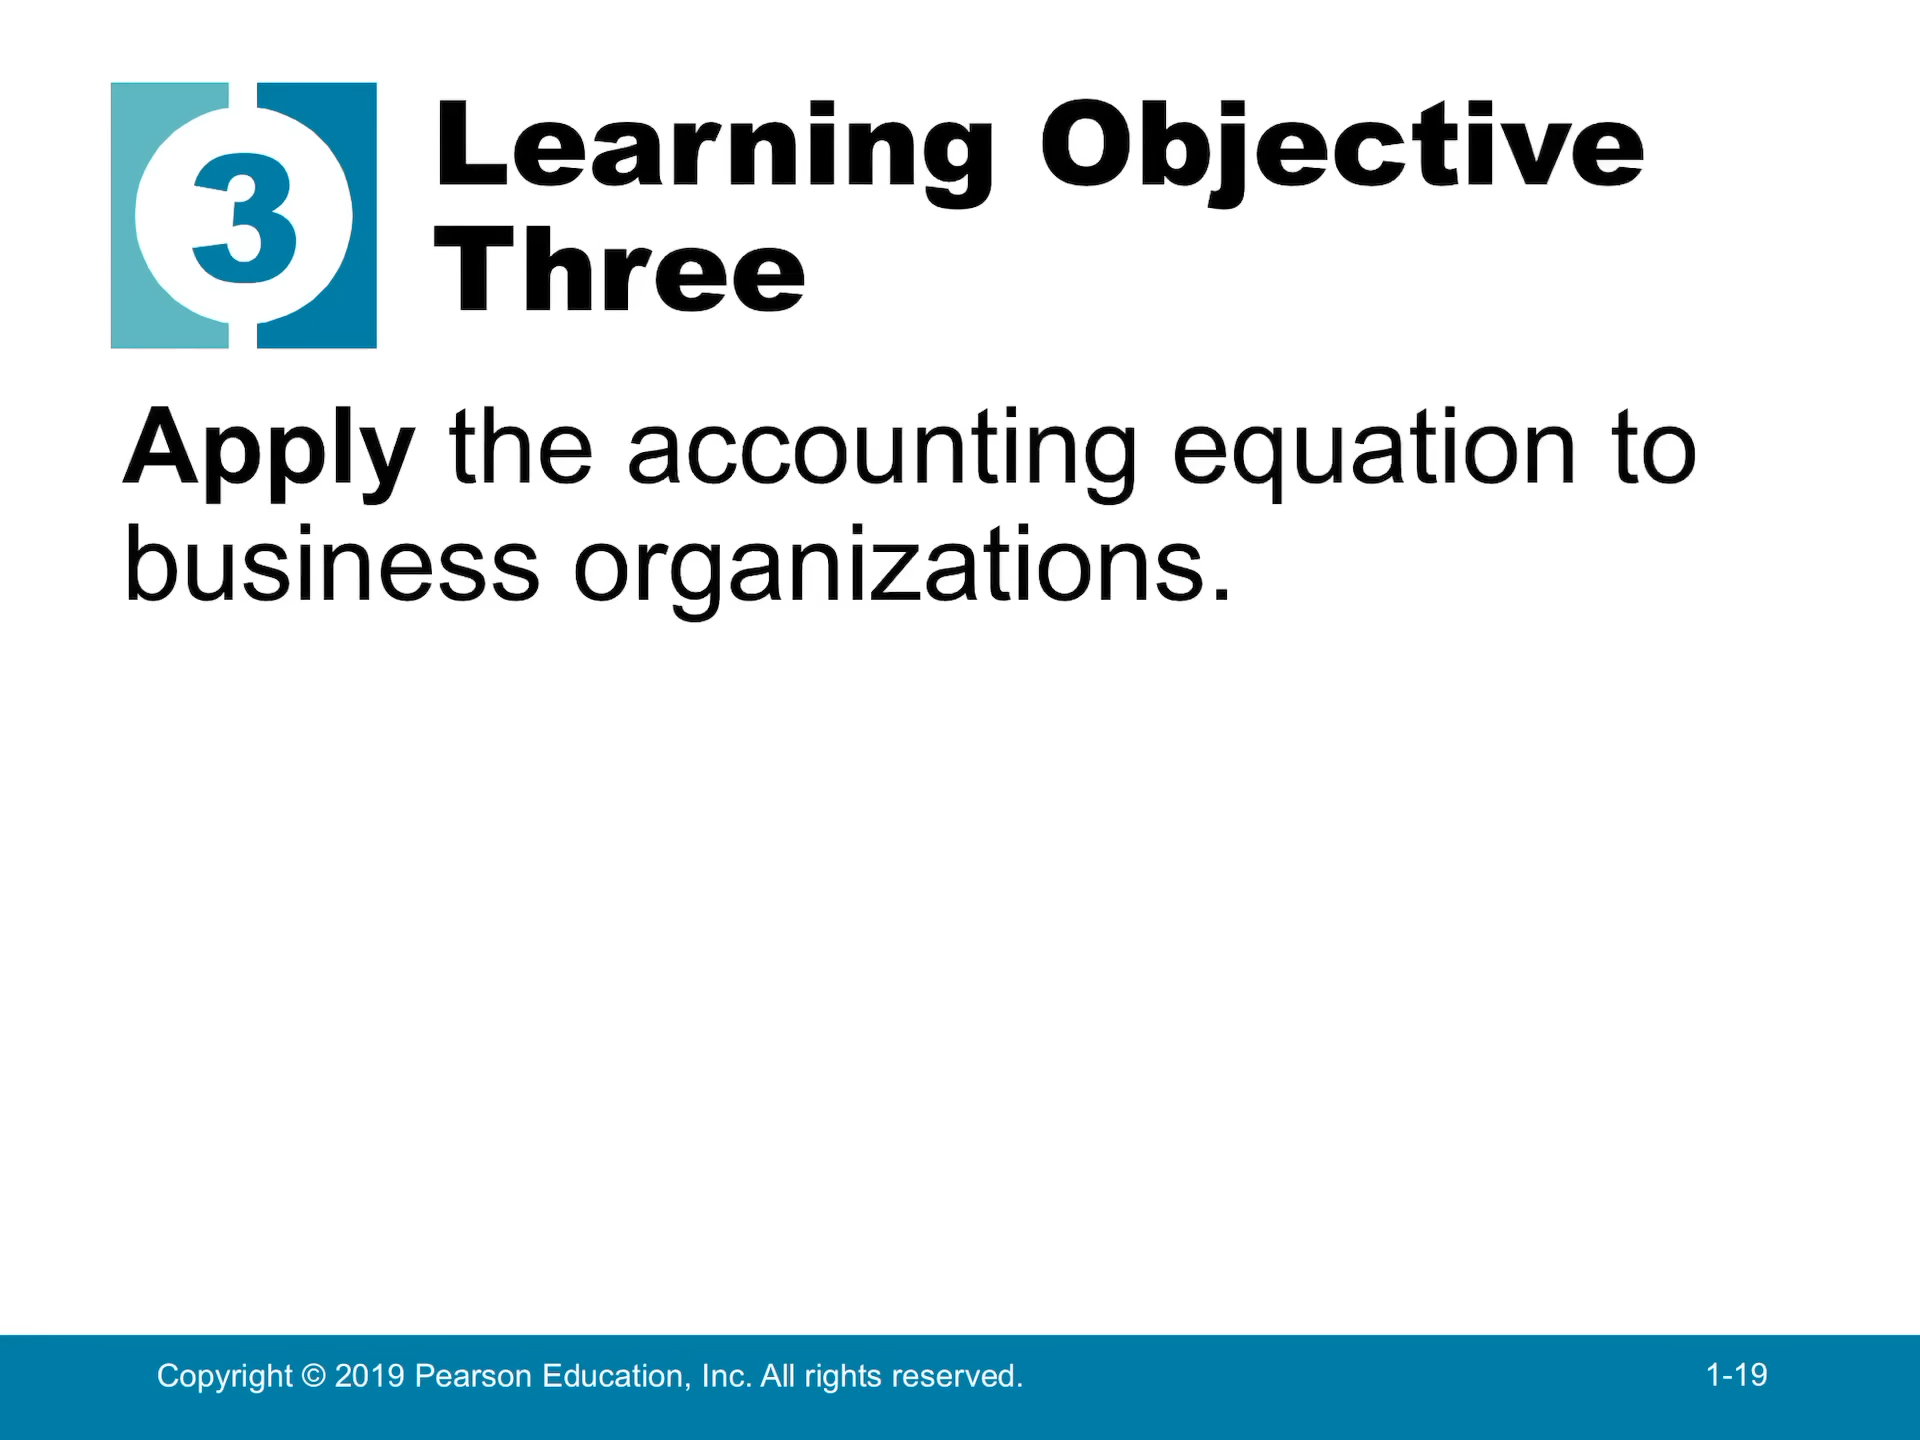 3
Learning Objective
Three
Apply the accounting equation to
business organizations.
Copyright © 2019 Pearson Education, Inc. All rights reserved.
1-19